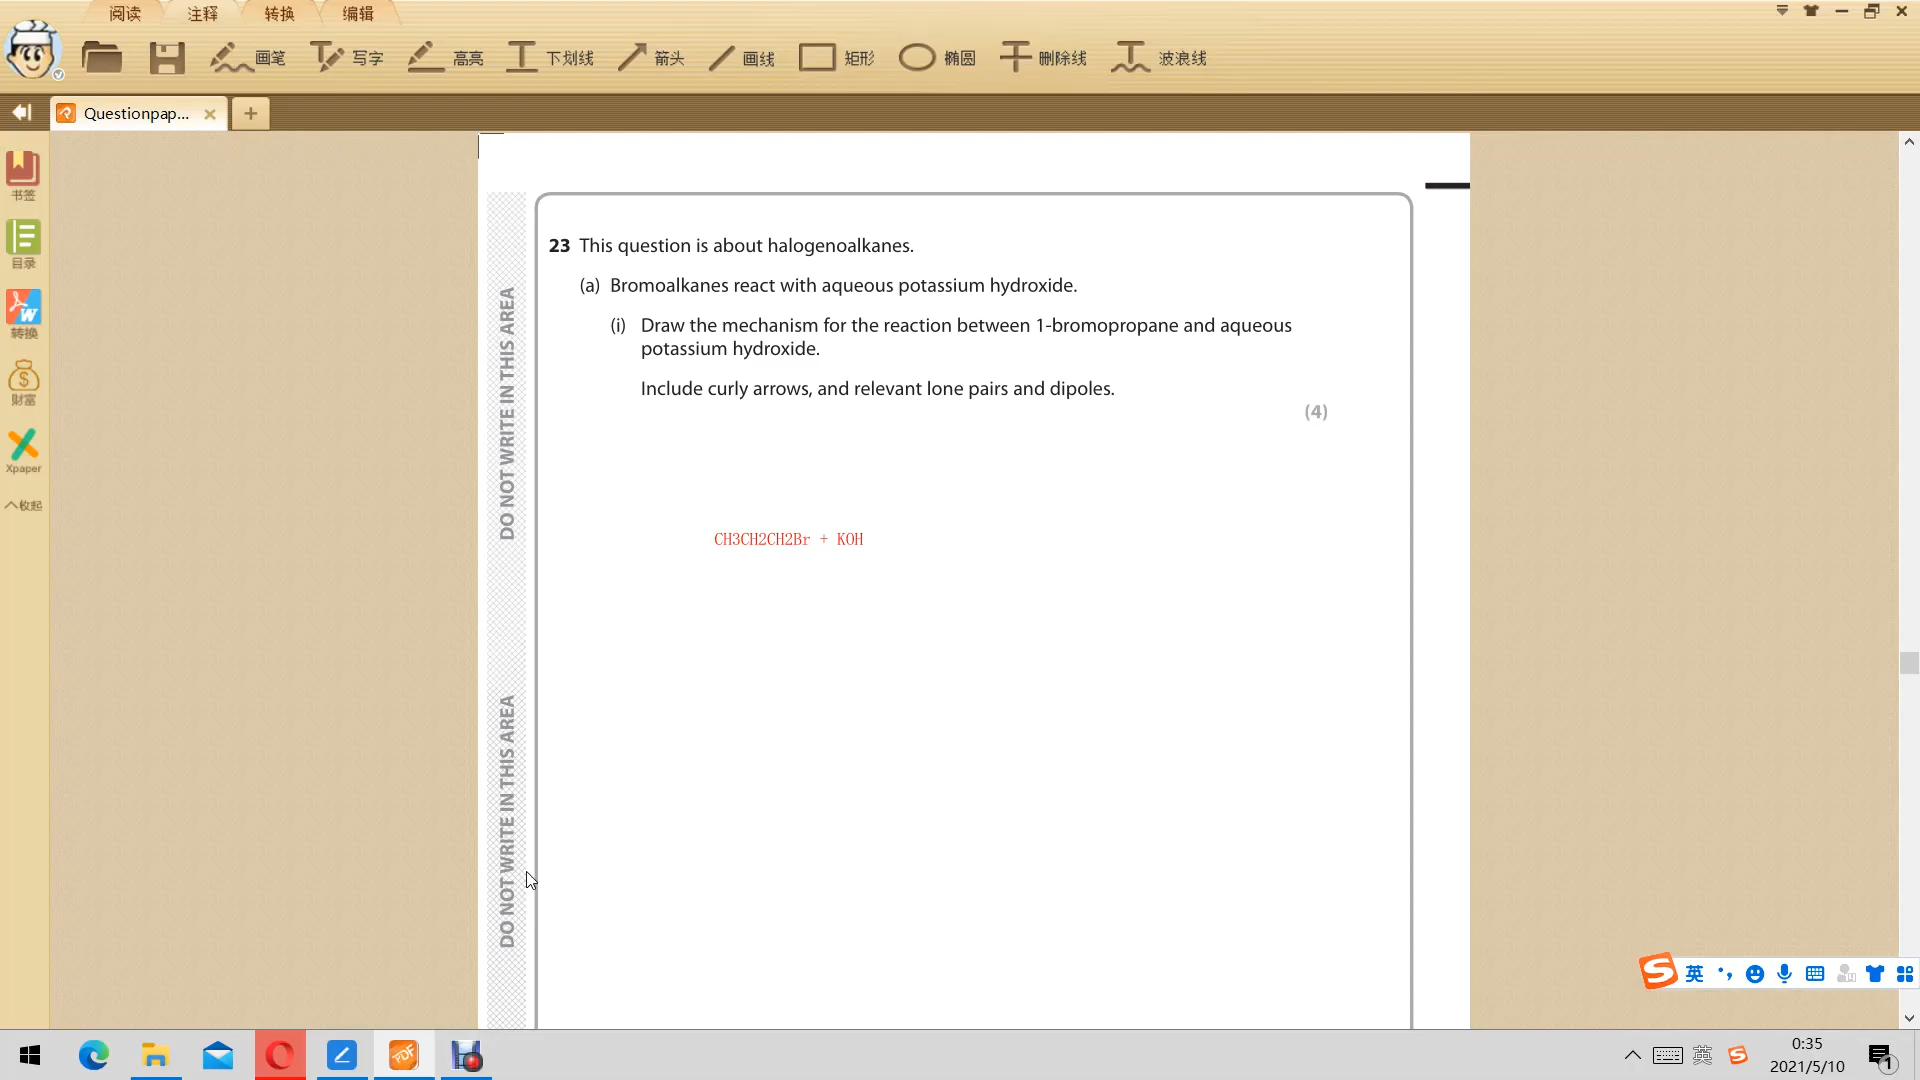 阅读 注释 转换 编辑
画笔 写字 高亮 下划线 箭头 画线 矩形 椭圆 删除线 波浪线
Questionpap...
书签
目录
转换
财富
Xpaper
收起
DO NOT WRITE IN THIS AREA
DO NOT WRITE IN THIS AREA
23 This question is about halogenoalkanes.
(a) Bromoalkanes react with aqueous potassium hydroxide.
(i) Draw the mechanism for the reaction between 1-bromopropane and aqueous
potassium hydroxide.
Include curly arrows, and relevant lone pairs and dipoles.
(4)
CH3CH2CH2Br + KOH
英
PDF
英
0:35
2021/5/10
1